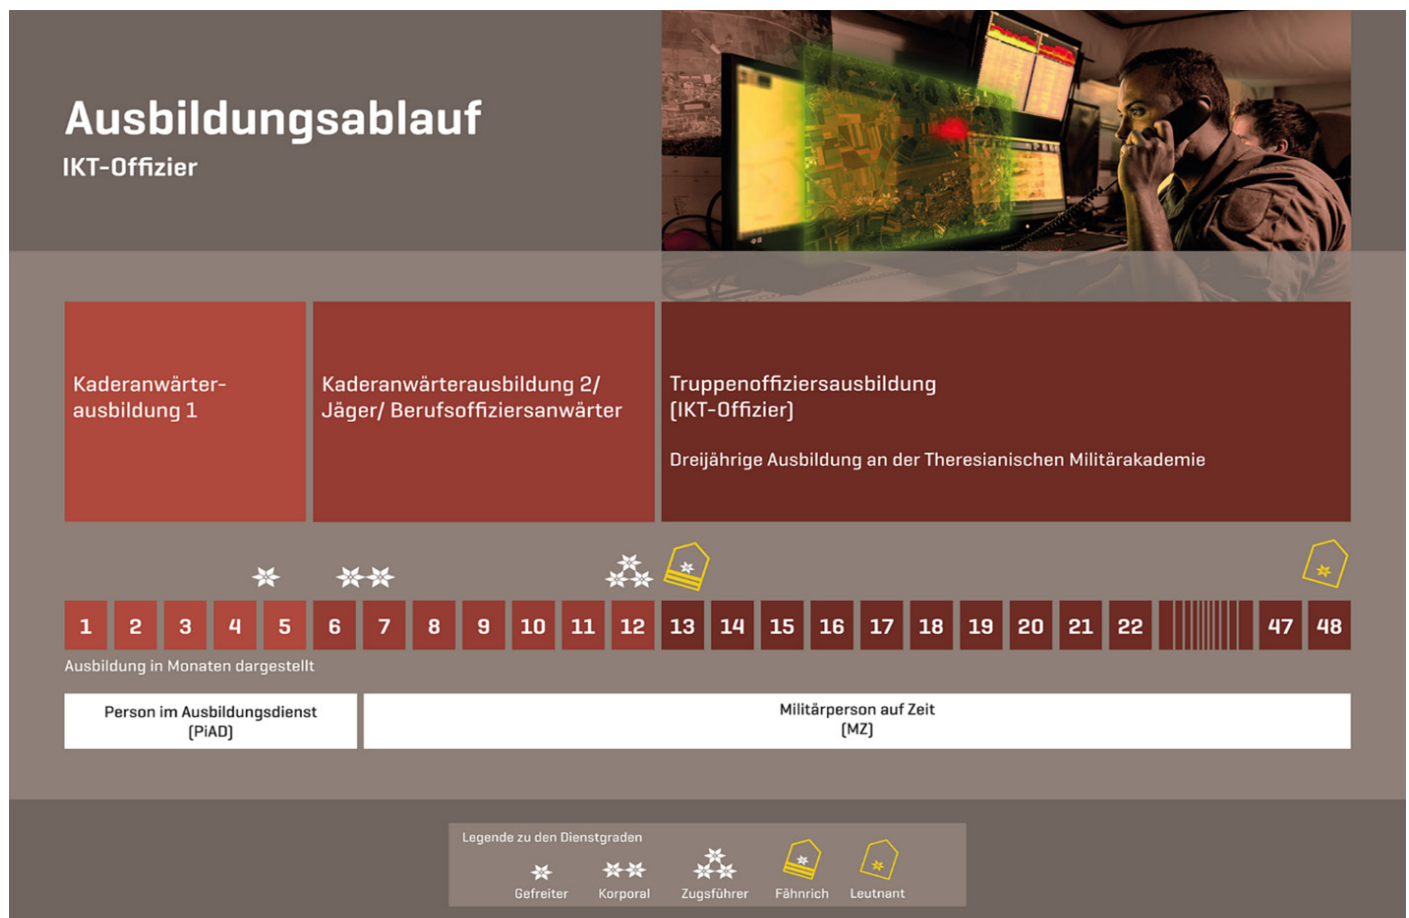 Ausbildungsablauf
IKT-Offizier
Kaderanwärter-
ausbildung 1
Kaderanwärterausbildung 2/
Jäger/ Berufsoffiziersanwärter
Truppenoffiziersausbildung
(IKT-Offizier)
Dreijährige Ausbildung an der Theresianischen Militärakademie
1 2 3 4 5 6 7 8 9 10 11 12 13 14 15 16 17 18 19 20 21 22 47 48
Ausbildung in Monaten dargestellt
Person im Ausbildungsdienst
(PiAD)
Militärperson auf Zeit
(MZ)
Legende zu den Dienstgraden
Gefreiter Korporal Zugsführer Fähnrich Leutnant